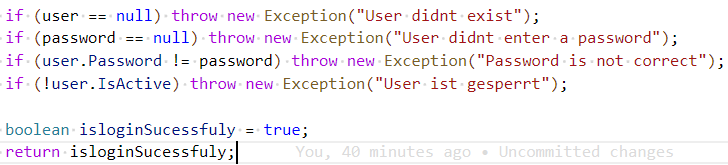 if (user == null) throw new Exception("User didnt exist");
if (password == null) throw new Exception("User didnt enter a password");
if (user.Password != password) throw new Exception("Password is not correct");
if (!user.IsActive) throw new Exception("User ist gesperrt");
boolean isloginSucessfuly = true;
return isloginSucessfuly; You, 40 minutes ago • Uncommitted changes